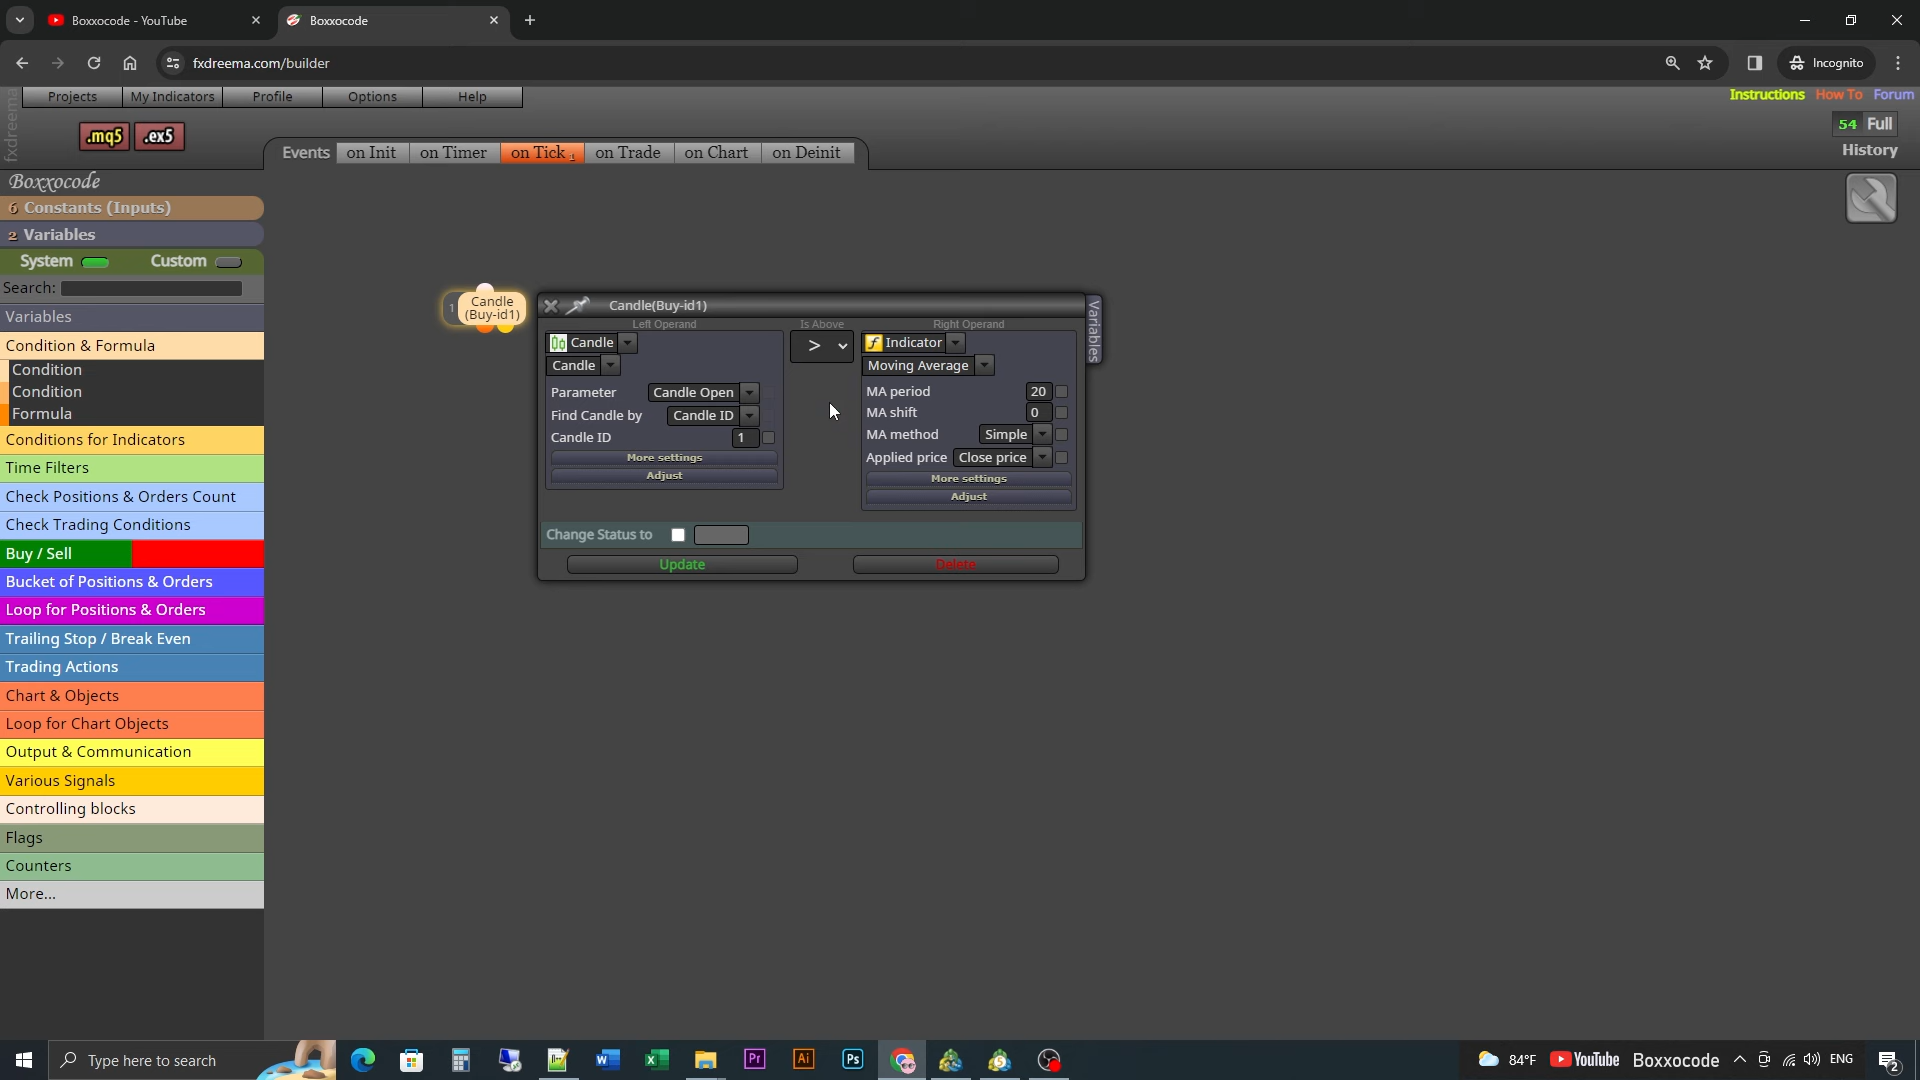 Boxxocode - YouTube
Boxxocode
fxdreema.com/builder
Incognito
Projects
My Indicators
Profile
Options
Help
Instructions
How To
Forum
fxdreema
.mq5
.ex5
54 Full
History
Events
on Init
on Timer
on Tick 1
on Trade
on Chart
on Deinit
Boxxocode
6 Constants (Inputs)
2 Variables
System
Custom
Search:
Variables
Condition & Formula
Condition
Condition
Formula
Conditions for Indicators
Time Filters
Check Positions & Orders Count
Check Trading Conditions
Buy / Sell
Bucket of Positions & Orders
Loop for Positions & Orders
Trailing Stop / Break Even
Trading Actions
Chart & Objects
Loop for Chart Objects
Output & Communication
Various Signals
Controlling blocks
Flags
Counters
More...
1
Candle
(Buy-id1)
Candle(Buy-id1)
Variables
Left Operand
Is Above
Right Operand
Candle
>
Indicator
Candle
Moving Average
Parameter
Candle Open
Find Candle by
Candle ID
Candle ID
1
More settings
Adjust
MA period
20
MA shift
0
MA method
Simple
Applied price
Close price
More settings
Adjust
Change Status to
Update
Delete
Type here to search
84°F
YouTube
Boxxocode
ENG
2